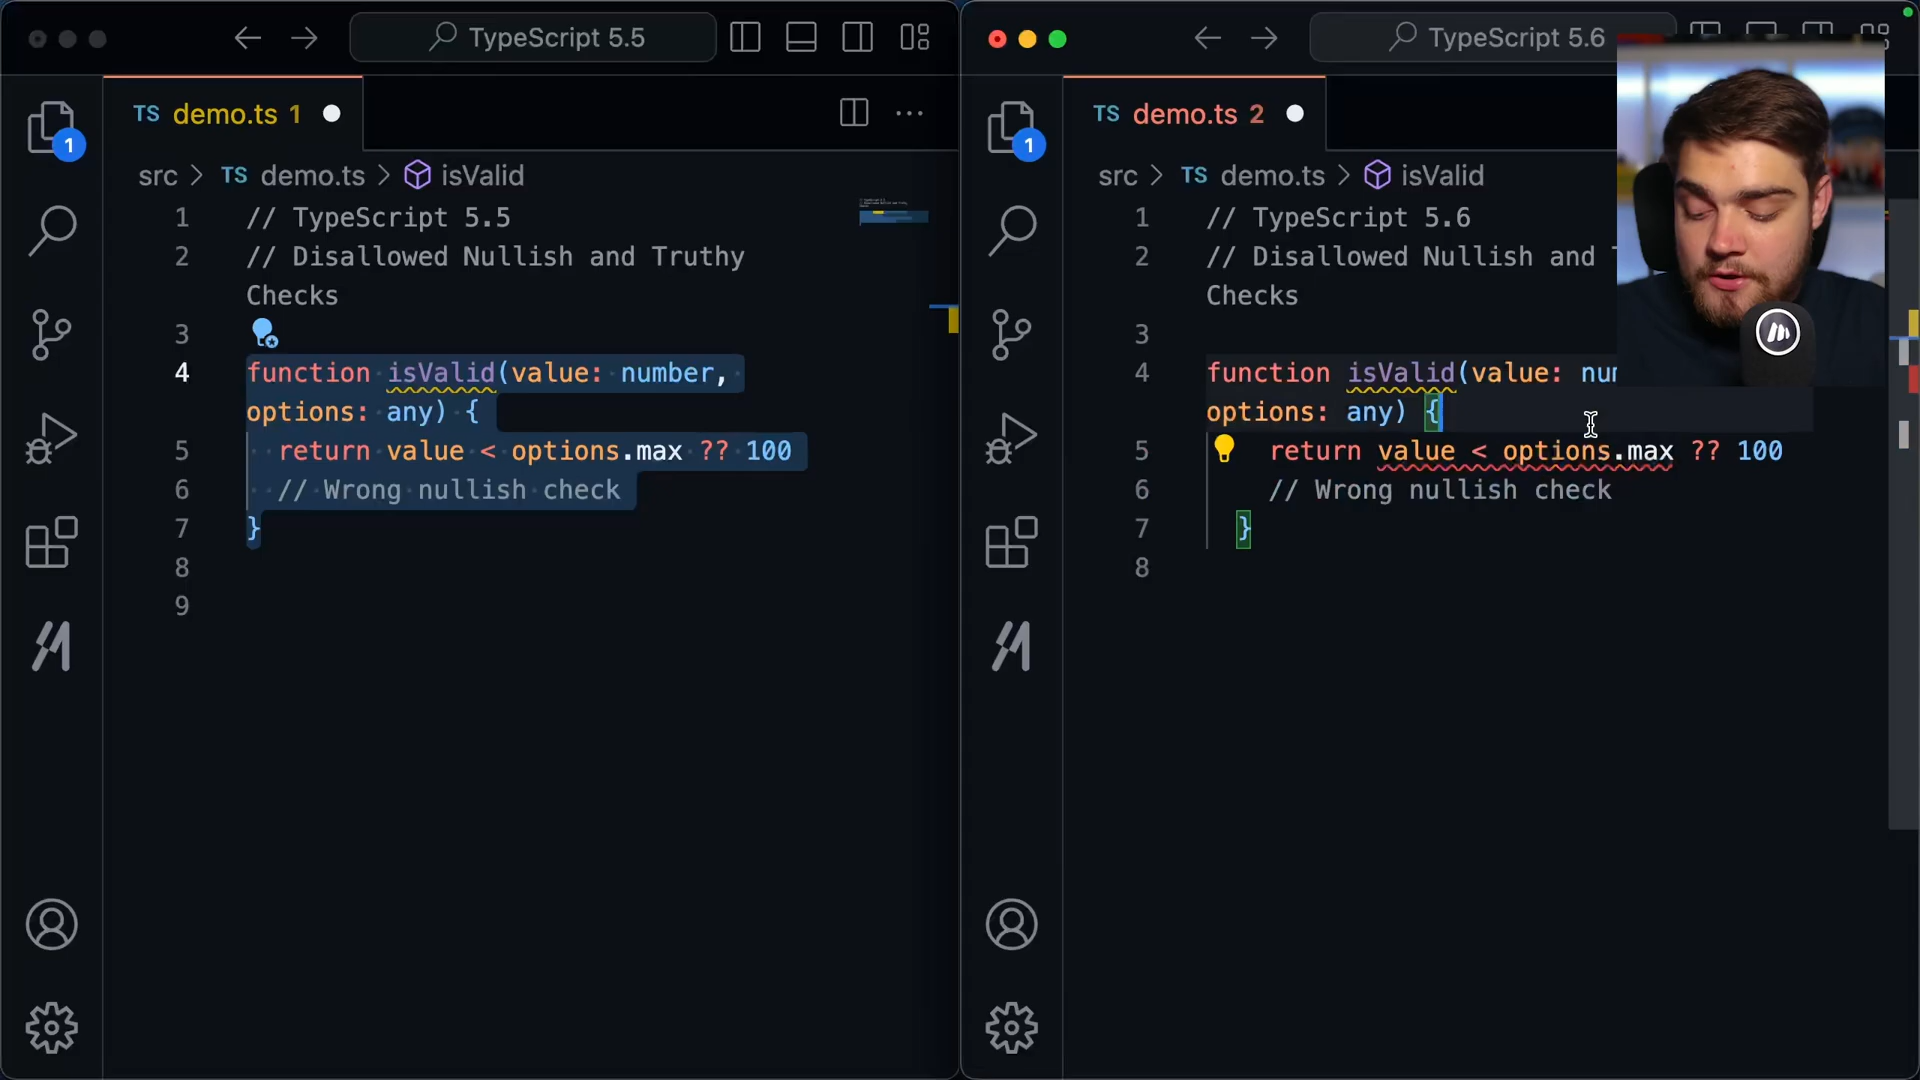 TypeScript 5.5
TS demo.ts 1
1
src > TS demo.ts > isValid
1 // TypeScript 5.5
2 // Disallowed Nullish and Truthy
Checks
3
4 function isValid(value: number,
options: any) {
5 return value < options.max ?? 100
6 // Wrong nullish check
7 }
8
9
TypeScript 5.6
TS demo.ts 2
1
src > TS demo.ts > isValid
1 // TypeScript 5.6
2 // Disallowed Nullish and
Checks
3
4 function isValid(value:
options: any) {
5 return value < options.max ?? 100
6 // Wrong nullish check
7 }
8